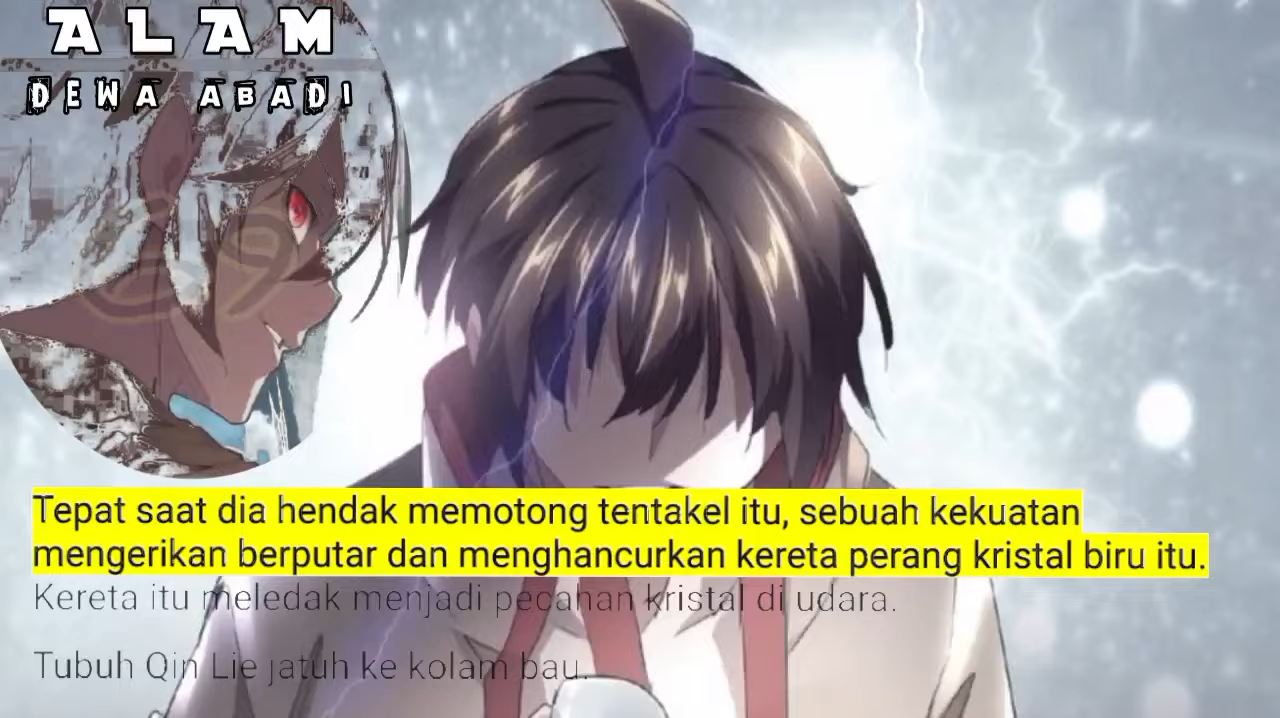 ALAM
DEWA ABADI
Tepat saat dia hendak memotong tentakel itu, sebuah kekuatan
mengerikan berputar dan menghancurkan kereta perang kristal biru itu.
Kereta itu meledak menjadi pecahan kristal di udara.
Tubuh Qin Lie jatuh ke kolam bau.